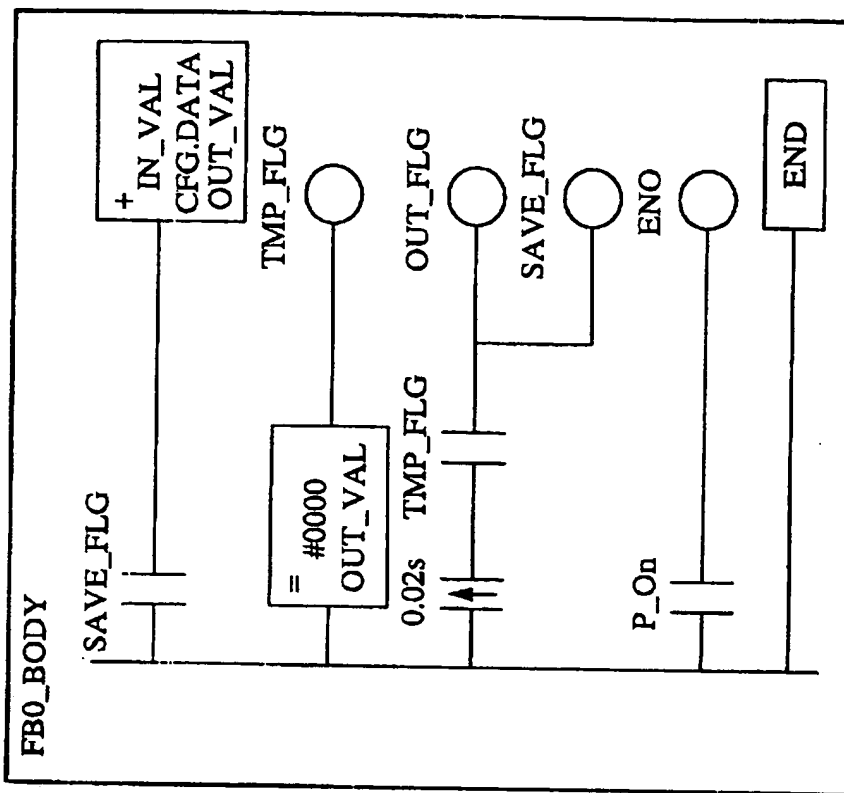 FB0_BODY
SAVE_FLG
+
IN_VAL
CFG.DATA
OUT_VAL
=
#0000
OUT_VAL
TMP_FLG
0.02s
TMP_FLG
OUT_FLG
SAVE_FLG
P_On
ENO
END